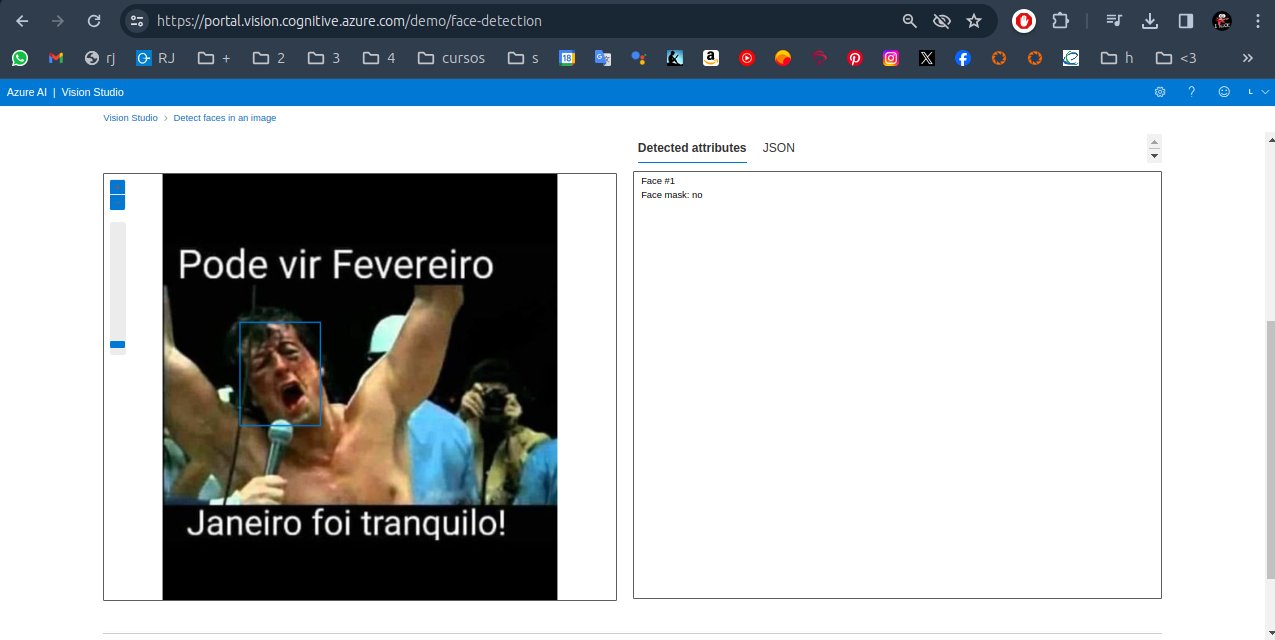 https://portal.vision.cognitive.azure.com/demo/face-detection
rj
RJ
+
2
3
4
cursos
s
18
h
<3
»
Azure AI | Vision Studio
?
L
Vision Studio > Detect faces in an image
Detected attributes
JSON
Face #1
Face mask: no
Pode vir Fevereiro
Janeiro foi tranquilo!